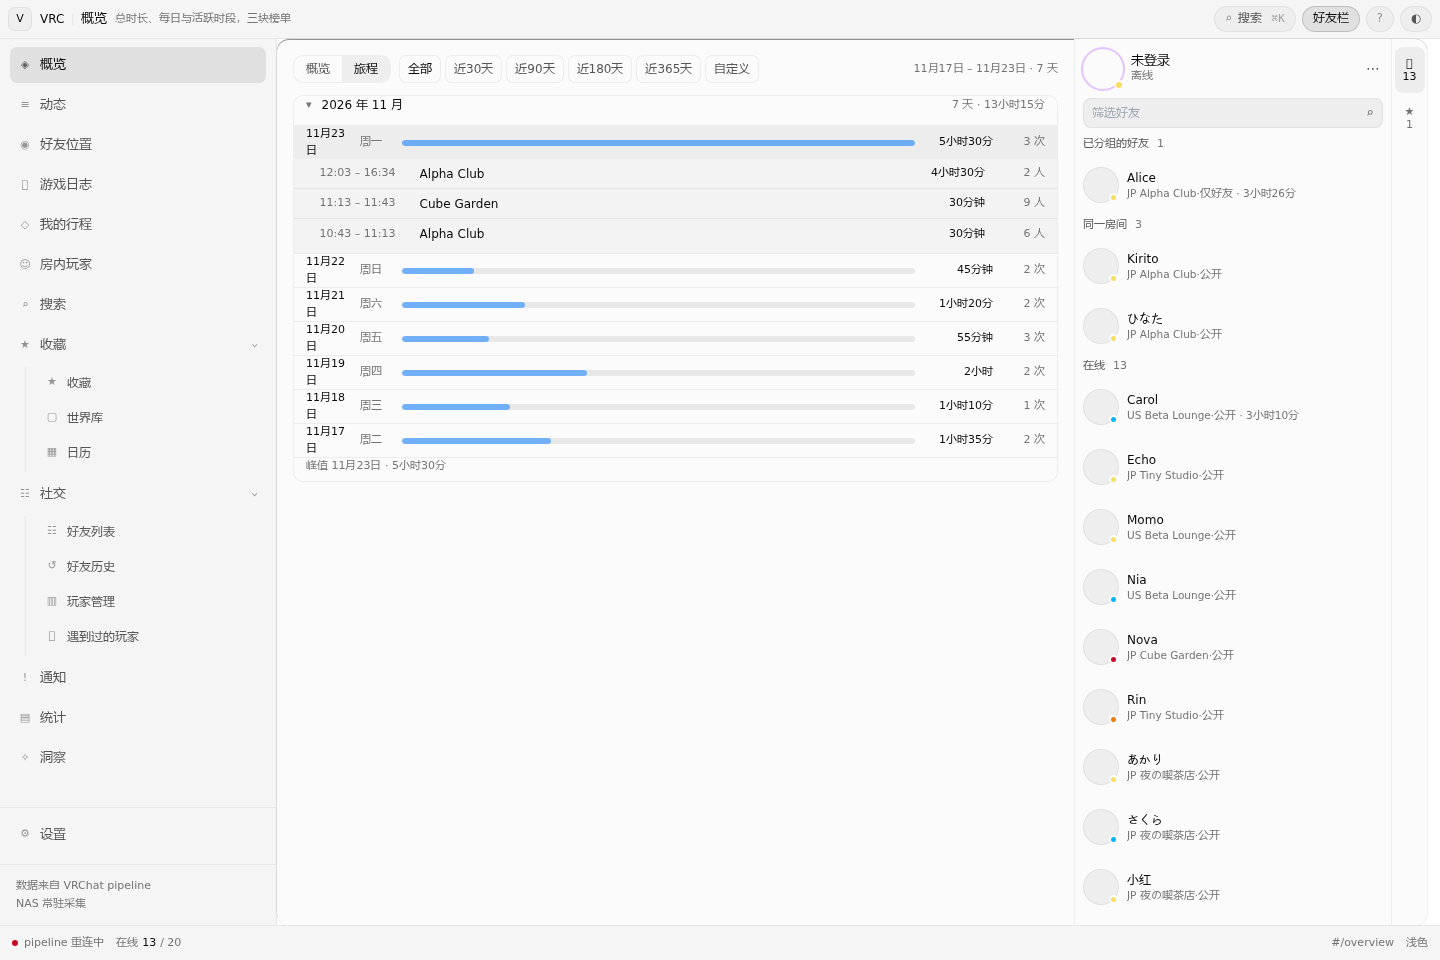 V VRC 概览 总时长、每日与活跃时段，三块榜单
搜索 ⌘K 好友栏 ?
概览
动态
好友位置
游戏日志
我的行程
房内玩家
搜索
收藏
收藏
世界库
日历
社交
好友列表
好友历史
玩家管理
遇到过的玩家
! 通知
统计
洞察
设置
数据来自 VRChat pipeline
NAS 常驻采集
概览 旅程 全部 近30天 近90天 近180天 近365天 自定义 11月17日 – 11月23日 · 7 天
2026 年 11 月 7 天 · 13小时15分
11月23日 周一 5小时30分 3 次
12:03 – 16:34 Alpha Club 4小时30分 2 人
11:13 – 11:43 Cube Garden 30分钟 9 人
10:43 – 11:13 Alpha Club 30分钟 6 人
11月22日 周日 45分钟 2 次
11月21日 周六 1小时20分 2 次
11月20日 周五 55分钟 3 次
11月19日 周四 2小时 2 次
11月18日 周三 1小时10分 1 次
11月17日 周二 1小时35分 2 次
峰值 11月23日 · 5小时30分
未登录
离线
…
筛选好友
已分组的好友 1
Alice
JP Alpha Club·仅好友 · 3小时26分
同一房间 3
Kirito
JP Alpha Club·公开
ひなた
JP Alpha Club·公开
在线 13
Carol
US Beta Lounge·公开 · 3小时10分
Echo
JP Tiny Studio·公开
Momo
US Beta Lounge·公开
Nia
US Beta Lounge·公开
Nova
JP Cube Garden·公开
Rin
JP Tiny Studio·公开
あかり
JP 夜の喫茶店·公开
さくら
JP 夜の喫茶店·公开
小红
JP 夜の喫茶店·公开
13
★
1
pipeline 重连中 在线 13 / 20
#/overview 浅色